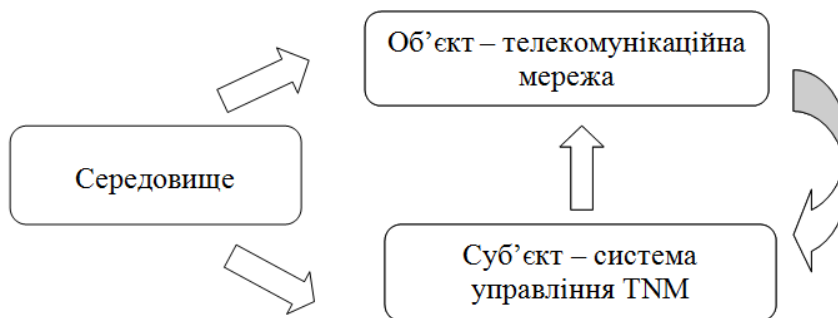 Об’єкт – телекомунікаційна
мережа
Середовище
Суб’єкт – система
управління TNM